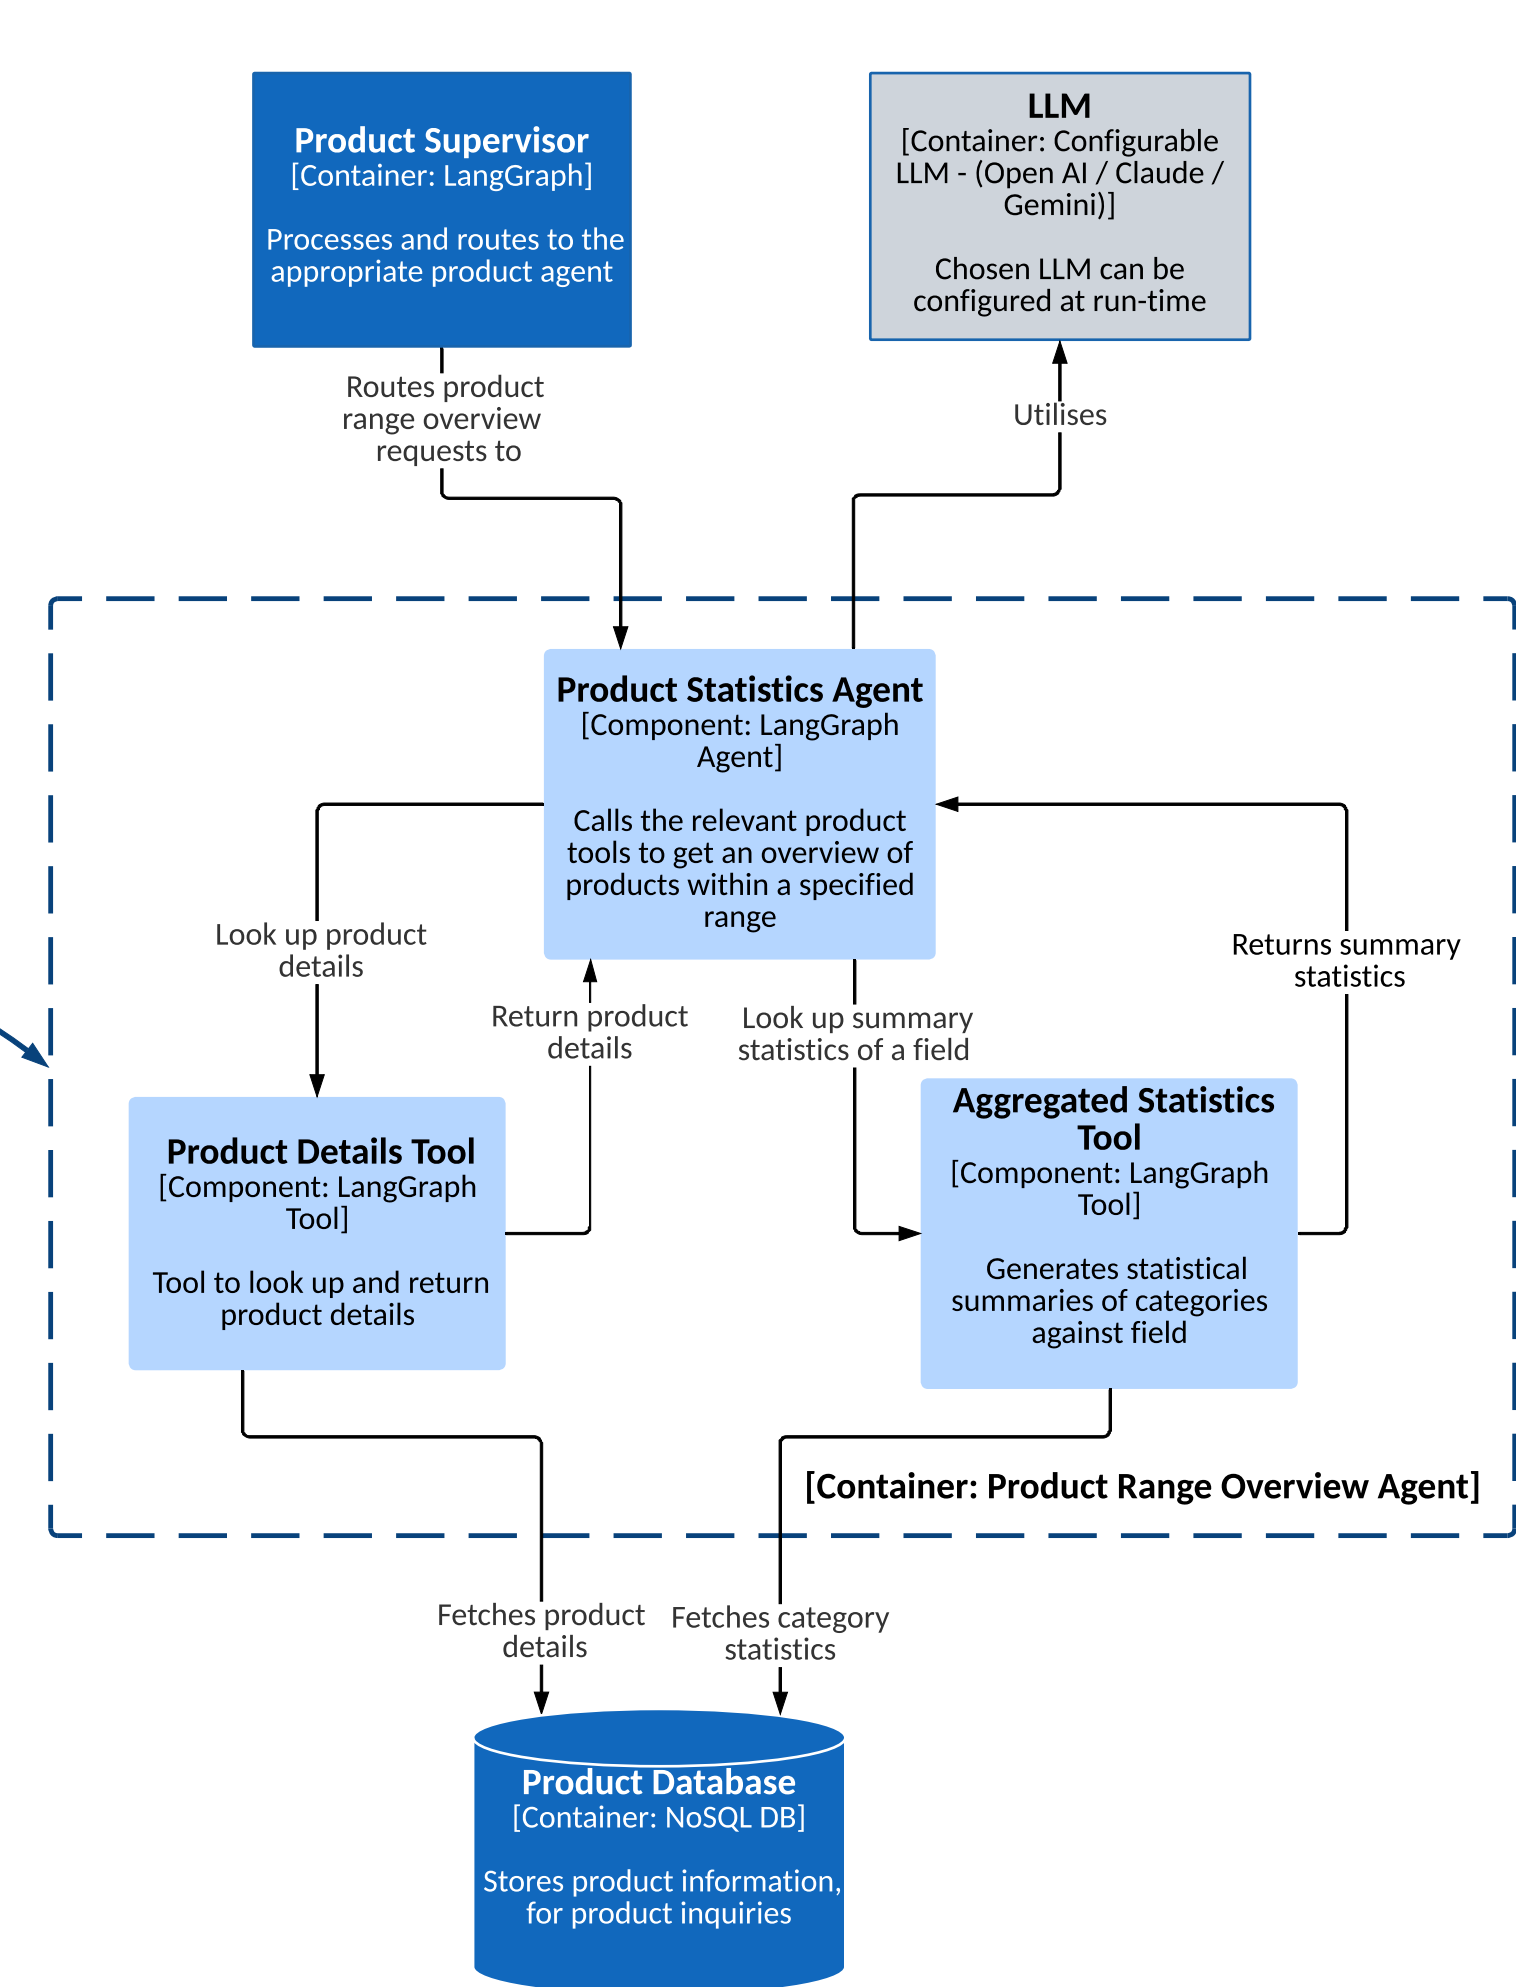 Product Supervisor
[Container: LangGraph]
Processes and routes to the
appropriate product agent
LLM
[Container: Configurable
LLM - (Open AI / Claude /
Gemini)]
Chosen LLM can be
configured at run-time
Routes product
range overview
requests to
Utilises
Product Statistics Agent
[Component: LangGraph
Agent]
Calls the relevant product
tools to get an overview of
products within a specified
range
Look up product
details
Return product
details
Look up summary
statistics of a field
Returns summary
statistics
Product Details Tool
[Component: LangGraph
Tool]
Tool to look up and return
product details
Aggregated Statistics
Tool
[Component: LangGraph
Tool]
Generates statistical
summaries of categories
against field
[Container: Product Range Overview Agent]
Fetches product
details
Fetches category
statistics
Product Database
[Container: NoSQL DB]
Stores product information,
for product inquiries